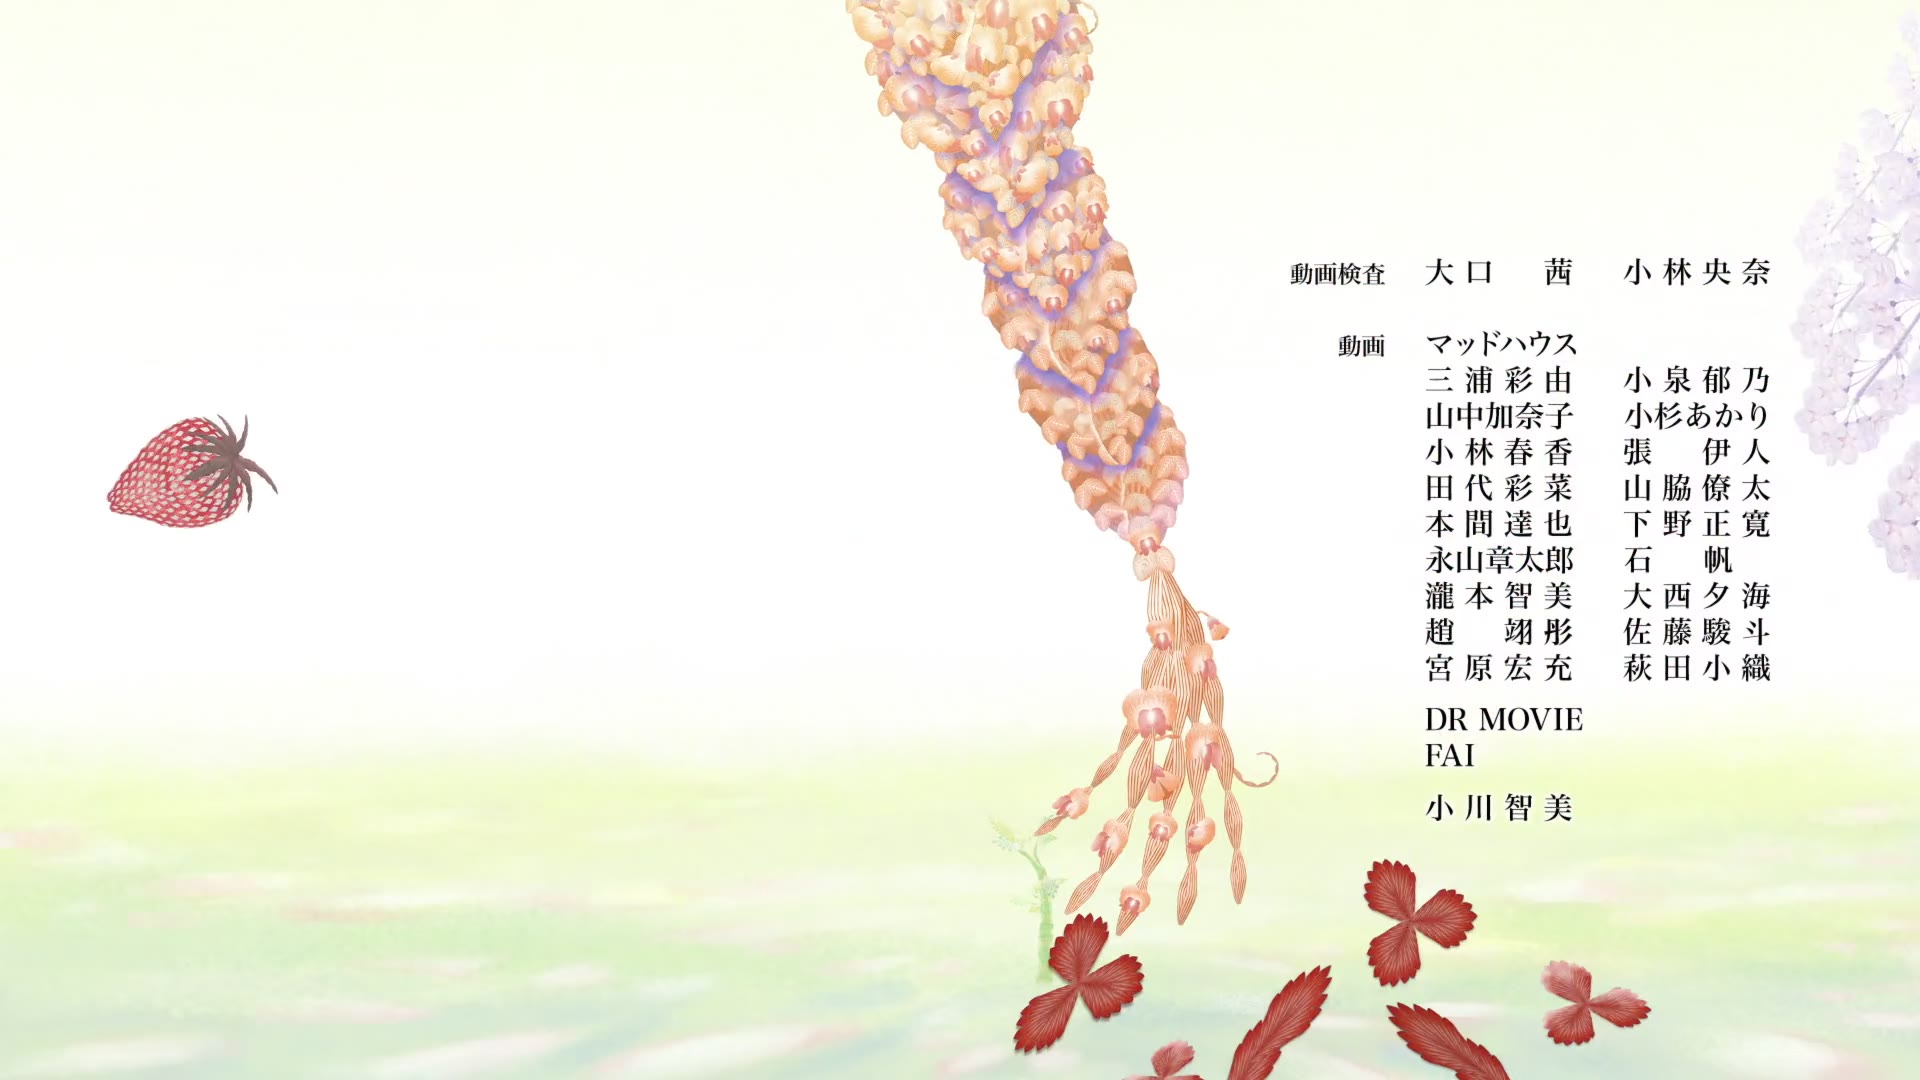 動画検査 大口 茜 小林央奈
動画 マッドハウス
三浦彩由 小泉郁乃
山中加奈子 小杉あかり
小林春香 張 伊人
田代彩菜 山脇僚太
本間達也 下野正寛
永山章太郎 石 帆
瀧本智美 大西夕海
趙 翊彤 佐藤駿斗
宮原宏充 萩田小織
DR MOVIE
FAI
小川智美